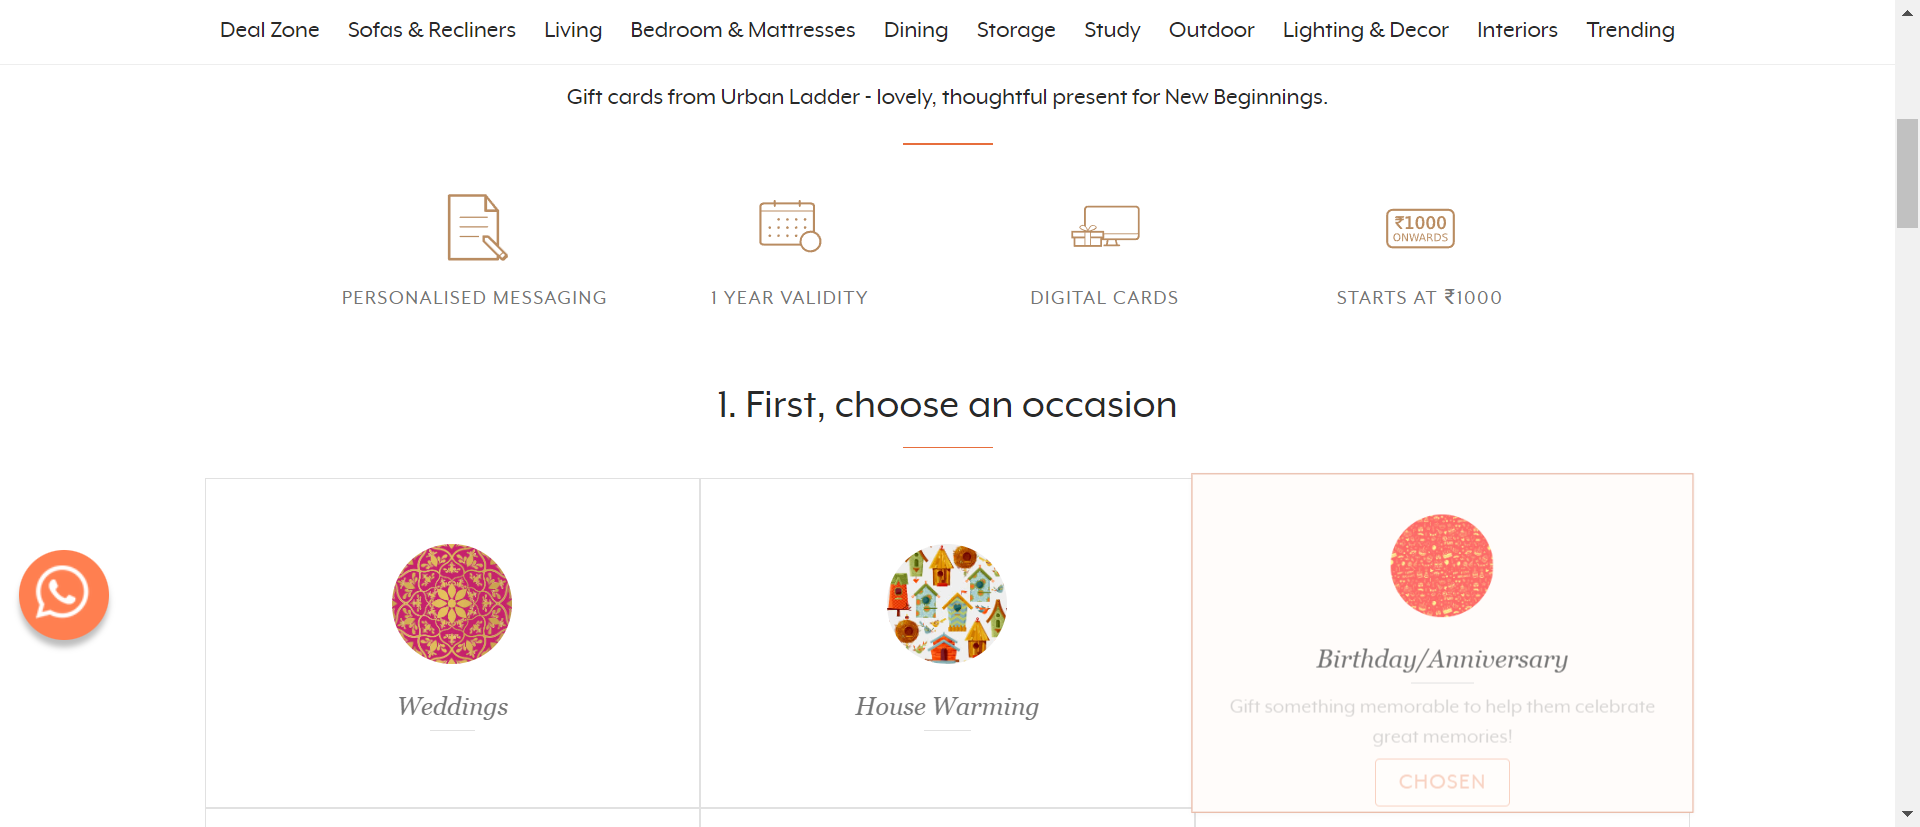 Deal Zone Sofas & Recliners Living Bedroom & Mattresses Dining Storage Study Outdoor Lighting & Decor Interiors Trending
Gift cards from Urban Ladder - lovely, thoughtful present for New Beginnings.
₹1000
ONWARDS
PERSONALISED MESSAGING 1 YEAR VALIDITY DIGITAL CARDS STARTS AT ₹1000
1. First, choose an occasion
Weddings
House Warming
Birthday/Anniversary
Gift something memorable to help them celebrate
great memories!
CHOSEN